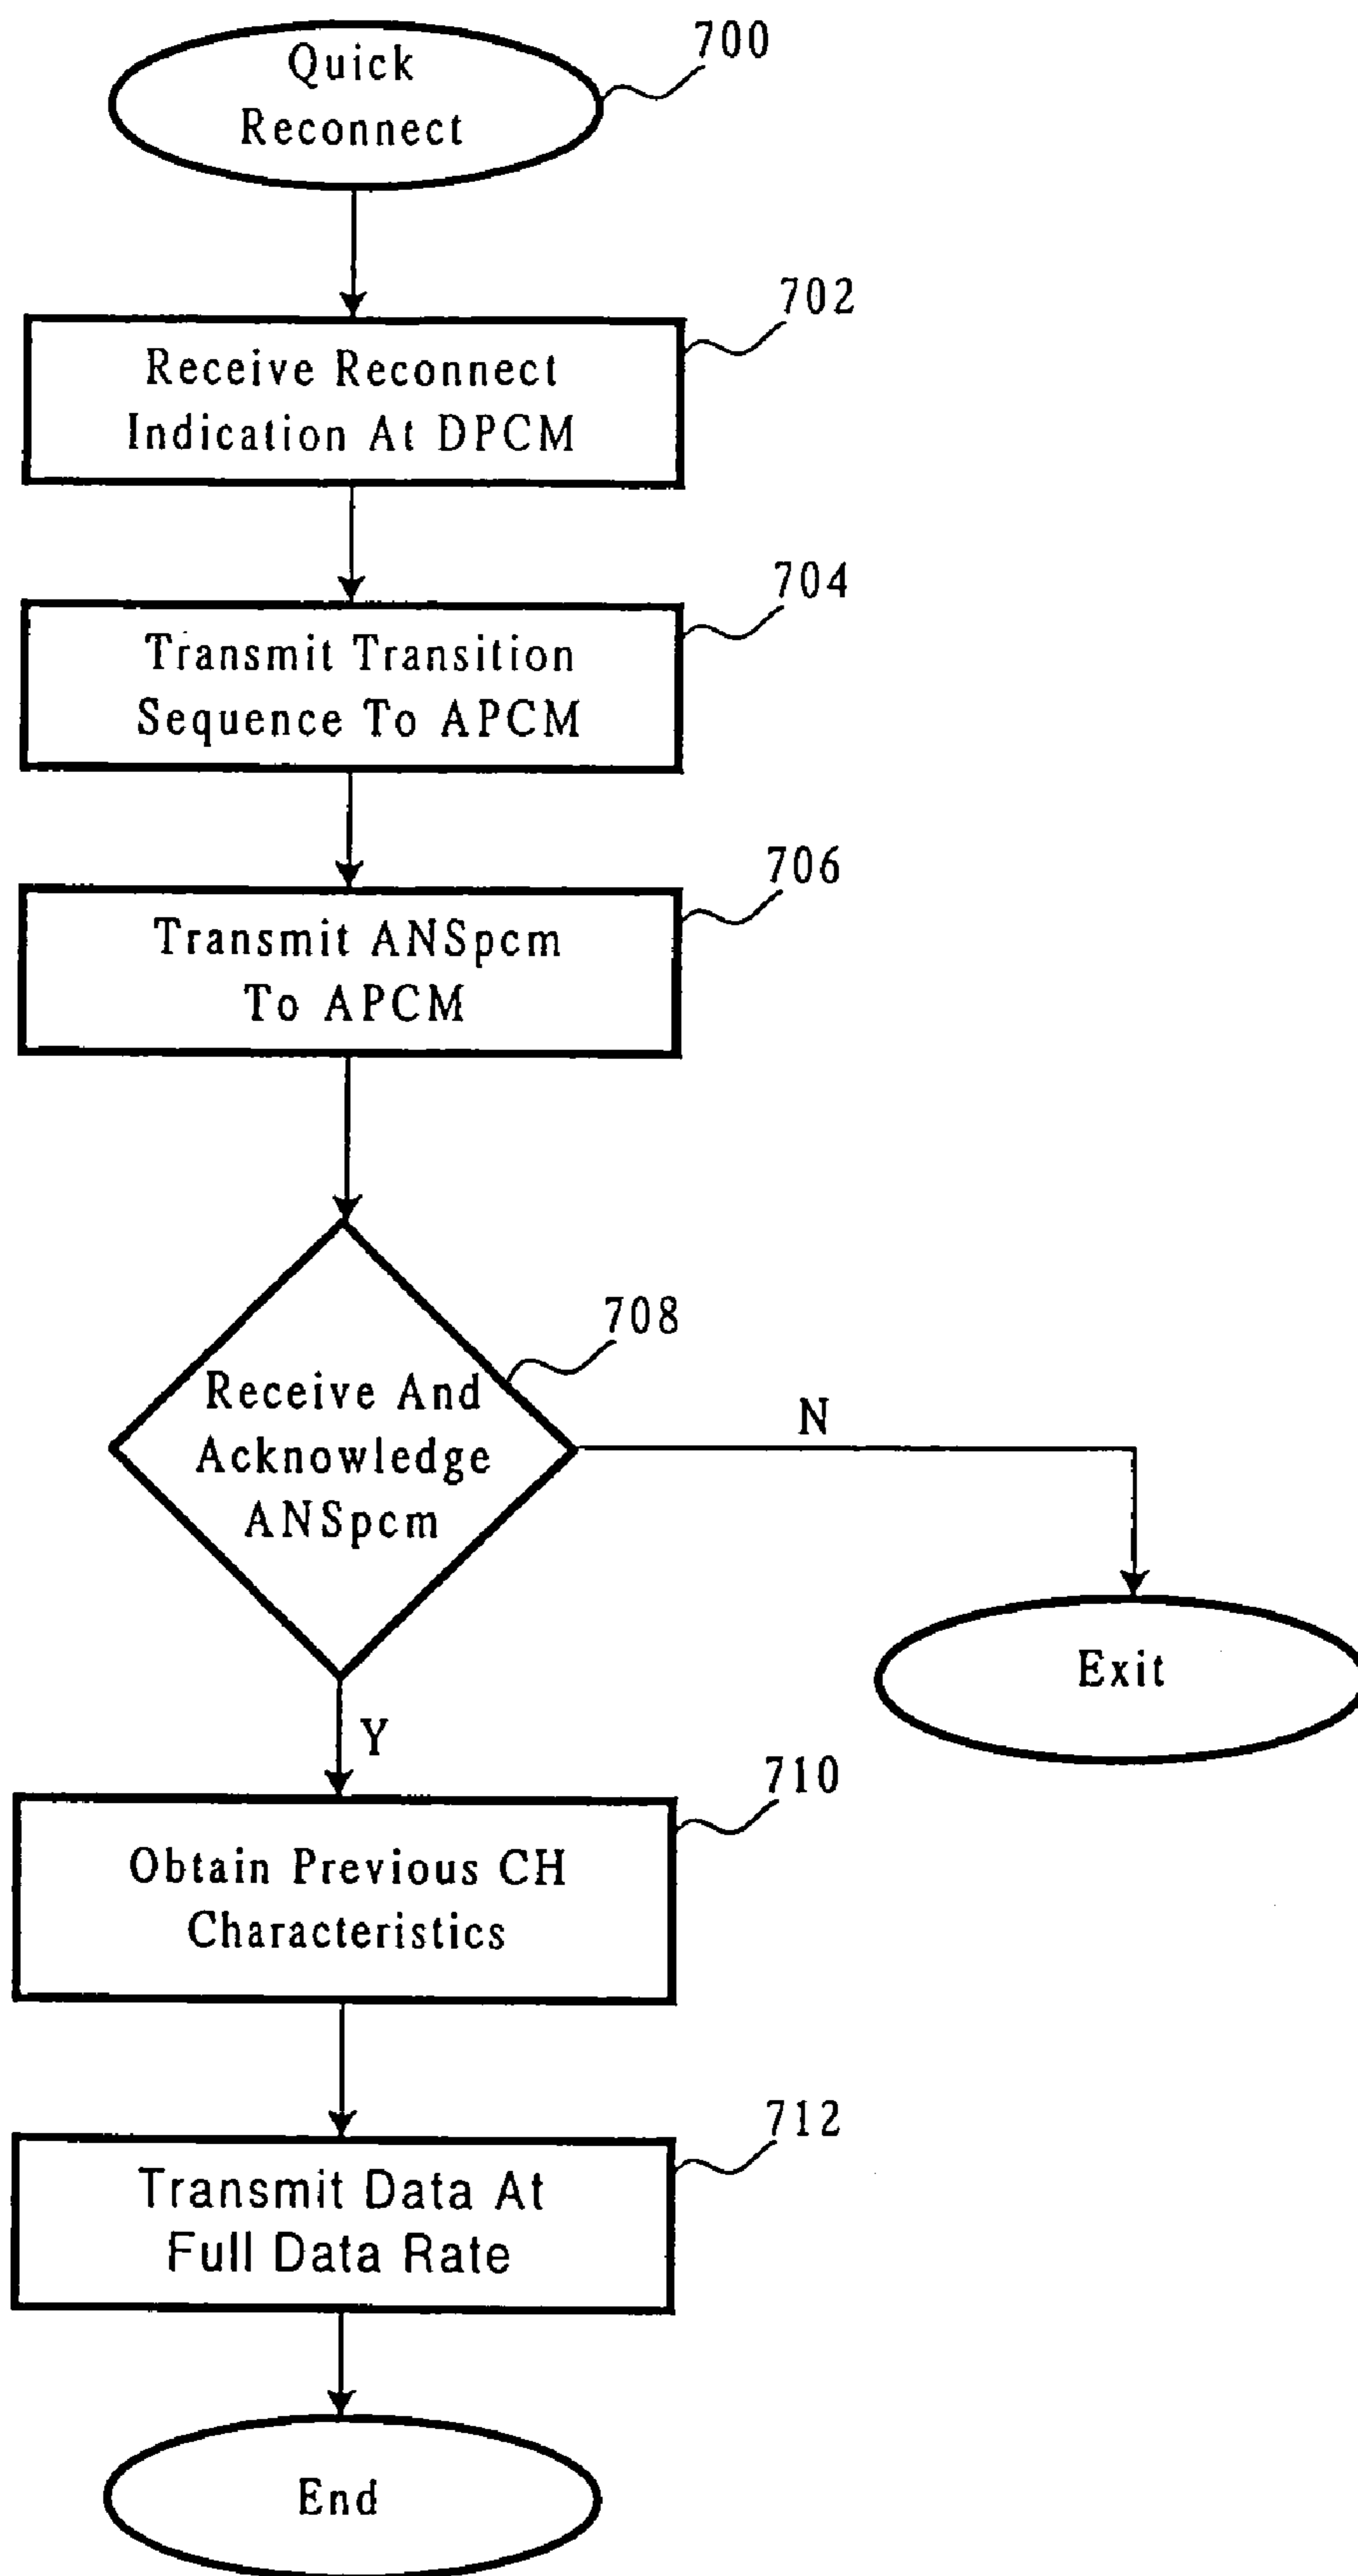 Quick
Reconnect
700
702
Receive Reconnect
Indication At DPCM
704
Transmit Transition
Sequence To APCM
706
Transmit ANSpcm
To APCM
708
Receive And
Acknowledge
ANSpcm
N
Exit
Y
710
Obtain Previous CH
Characteristics
712
Transmit Data At
Full Data Rate
End